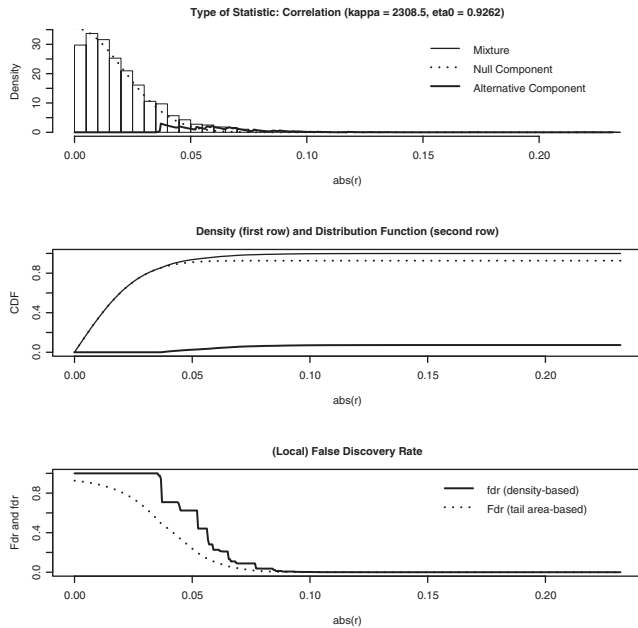 Type of Statistic: Correlation (kappa = 2308.5, eta0 = 0.9262)
Density
0 10 20 30
Mixture
Null Component
Alternative Component
0.00 0.05 0.10 0.15 0.20
abs(r)
Density (first row) and Distribution Function (second row)
CDF
0.0 0.4 0.8
0.00 0.05 0.10 0.15 0.20
abs(r)
(Local) False Discovery Rate
Fdr and fdr
0.0 0.4 0.8
fdr (density-based)
Fdr (tail area-based)
0.00 0.05 0.10 0.15 0.20
abs(r)